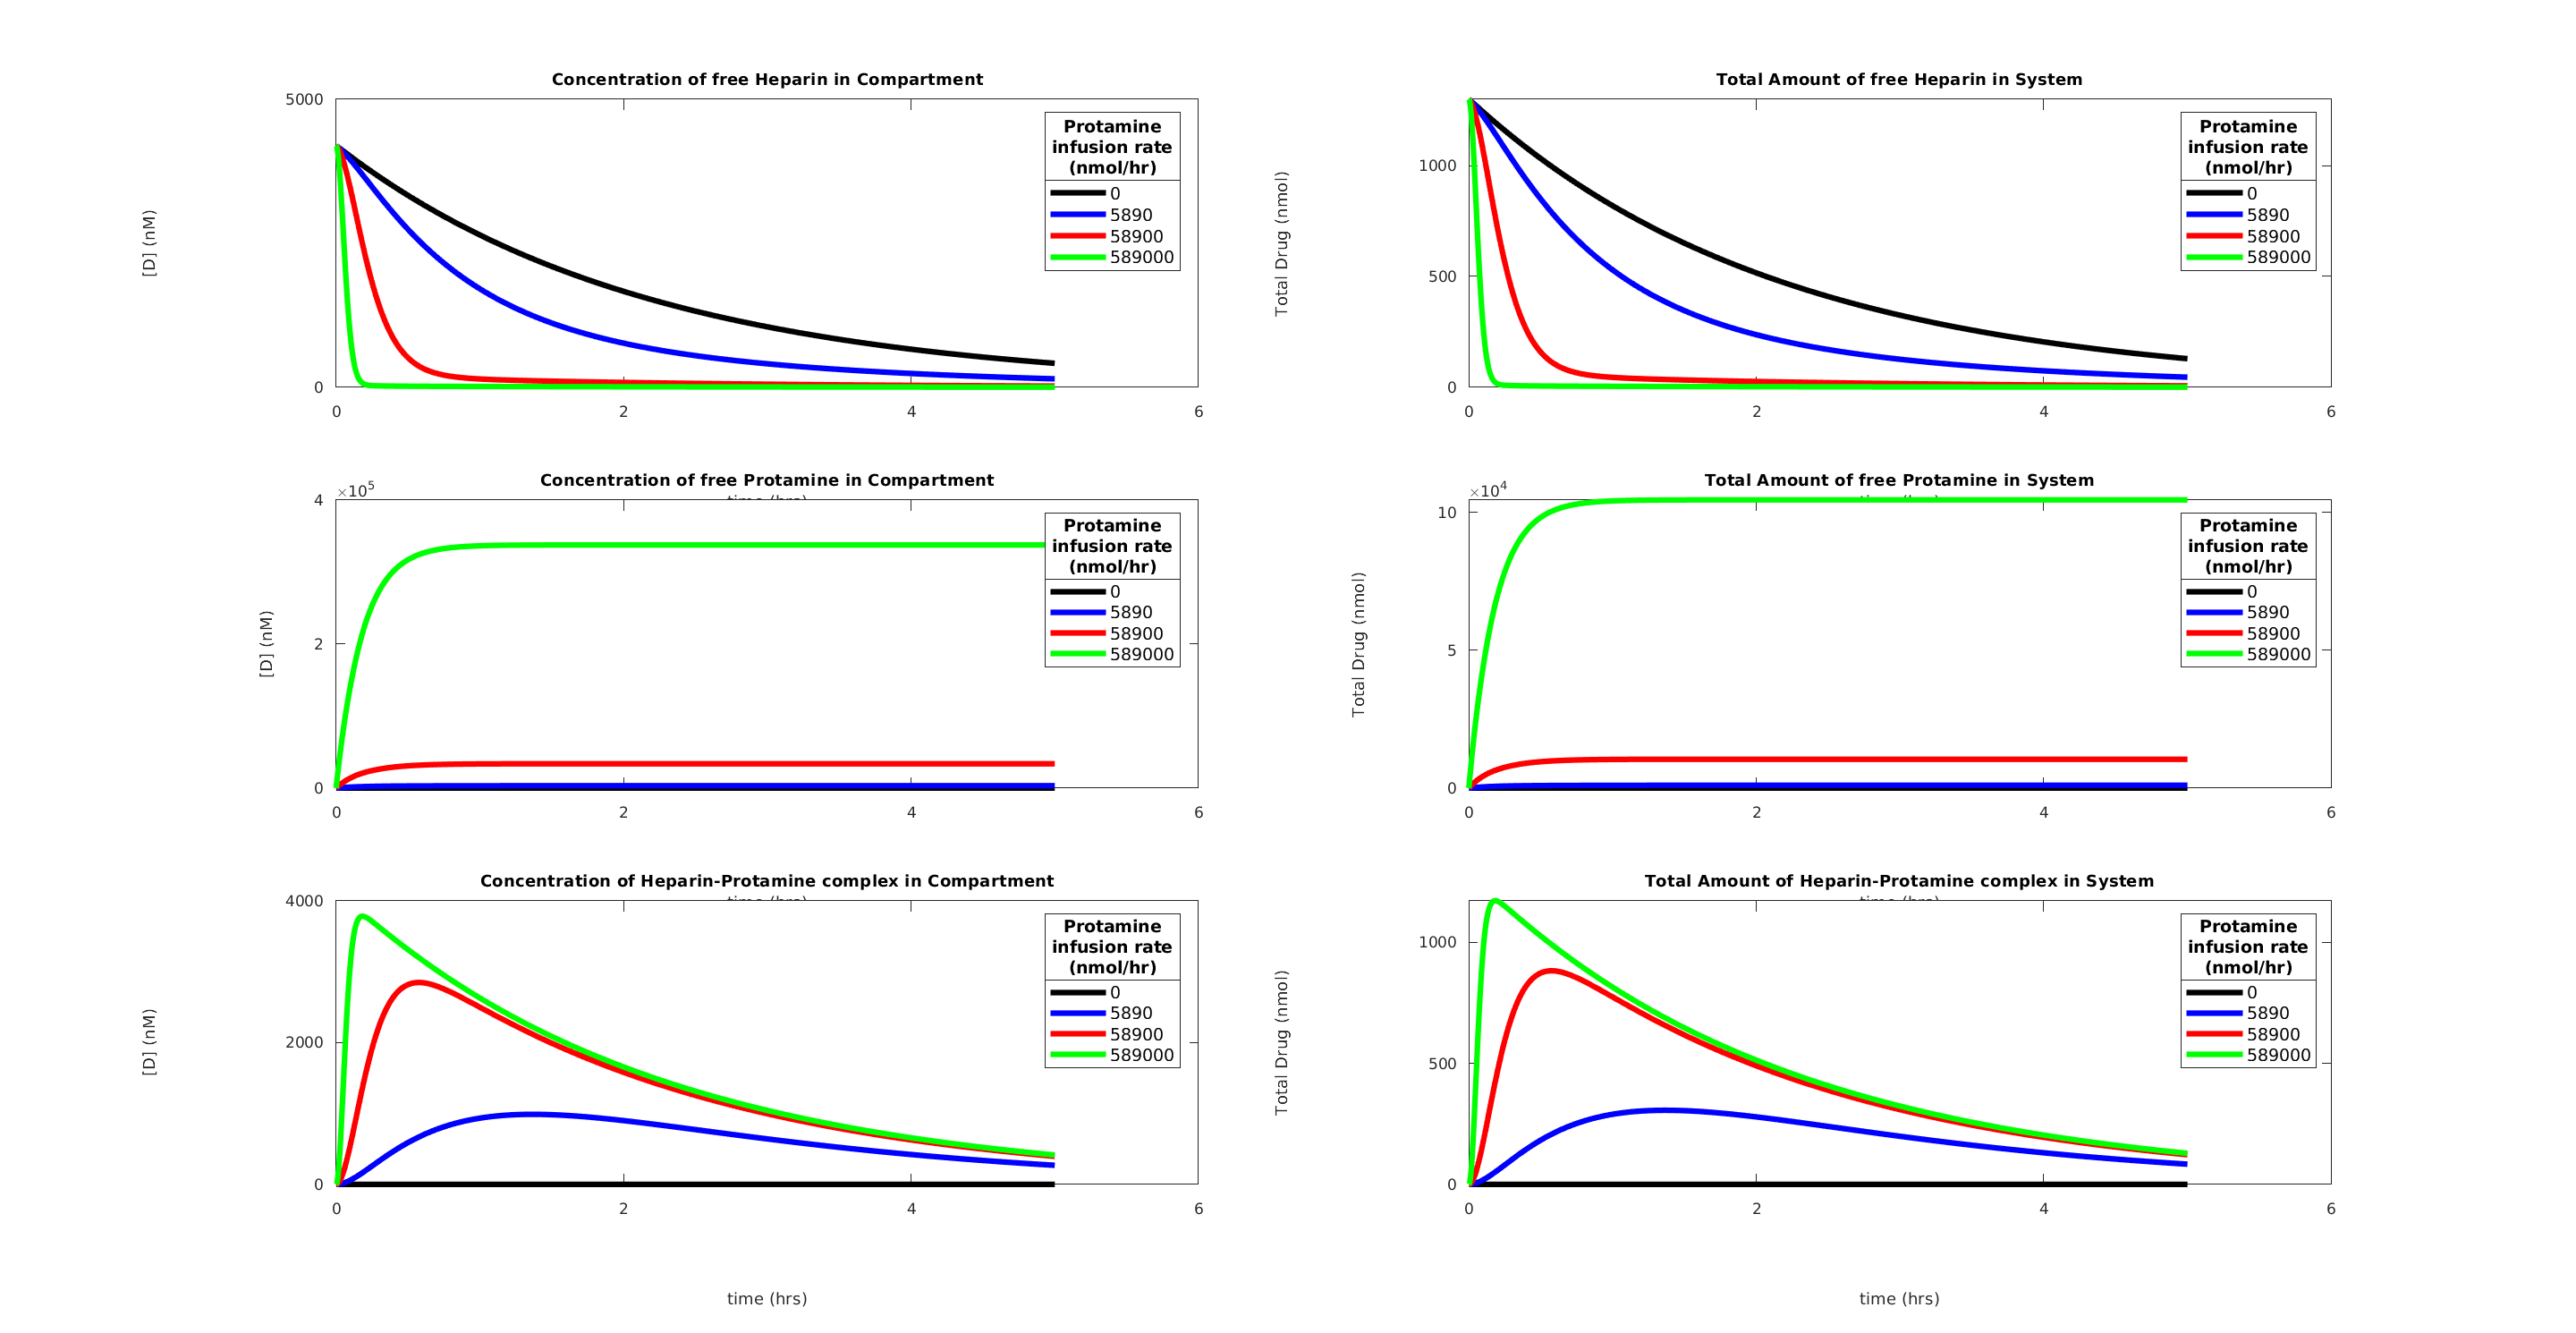 Concentration of free Heparin in Compartment
5000
0
0 2 4 6
[D] (nM)
Protamine
infusion rate
(nmol/hr)
0
5890
58900
589000
Total Amount of free Heparin in System
1000
500
0
0 2 4 6
Total Drug (nmol)
Protamine
infusion rate
(nmol/hr)
0
5890
58900
589000
Concentration of free Protamine in Compartment
time (hrs)
×10^5
4
2
0
0 2 4 6
[D] (nM)
Protamine
infusion rate
(nmol/hr)
0
5890
58900
589000
Total Amount of free Protamine in System
×10^4
10
5
0
0 2 4 6
Total Drug (nmol)
Protamine
infusion rate
(nmol/hr)
0
5890
58900
589000
Concentration of Heparin-Protamine complex in Compartment
time (hrs)
4000
2000
0
0 2 4 6
[D] (nM)
time (hrs)
Protamine
infusion rate
(nmol/hr)
0
5890
58900
589000
Total Amount of Heparin-Protamine complex in System
1000
500
0
0 2 4 6
Total Drug (nmol)
time (hrs)
Protamine
infusion rate
(nmol/hr)
0
5890
58900
589000